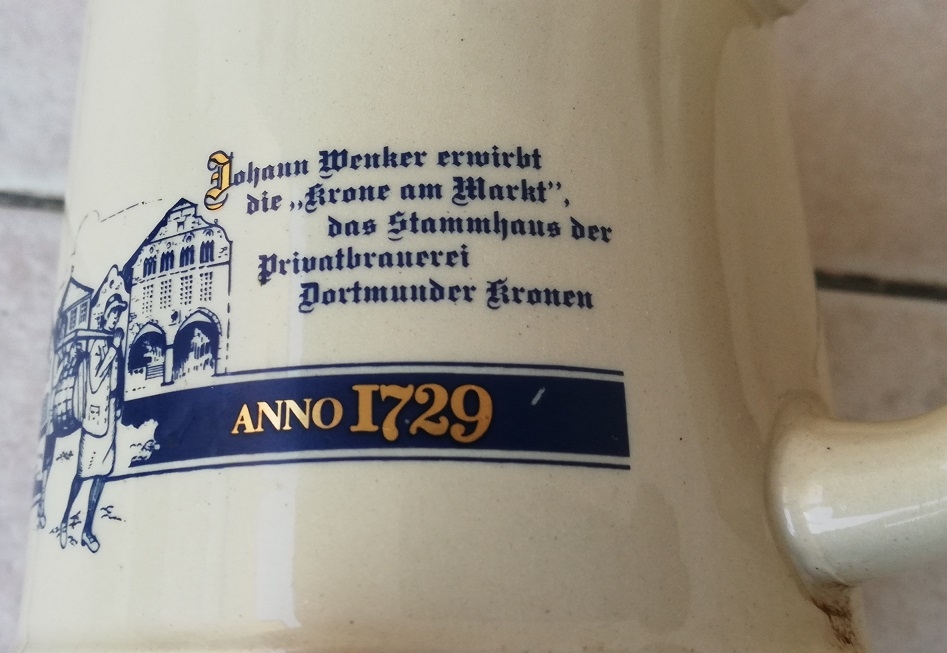 Johann Wenker erwirbt
die „Krone am Markt”,
das Stammhaus der
Privatbrauerei
Dortmunder Kronen
ANNO 1729